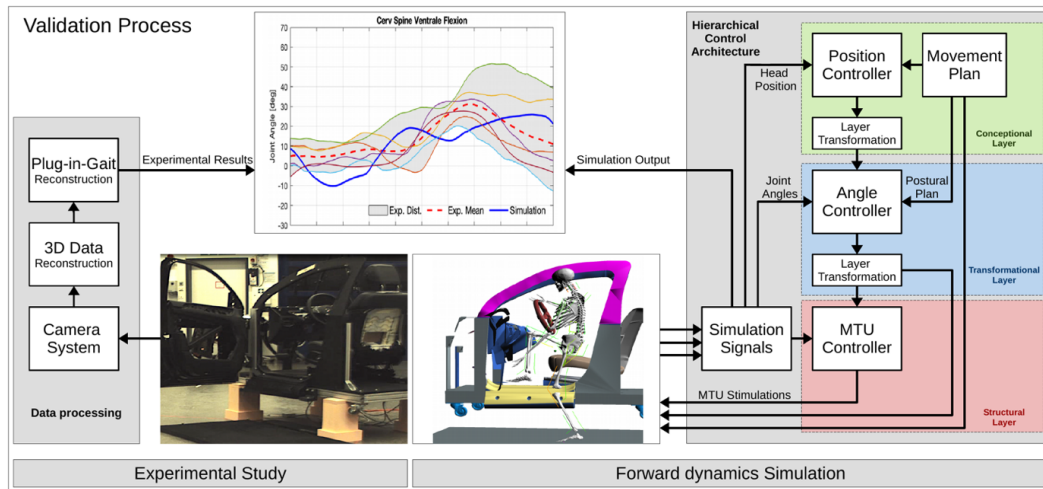 Validation Process
Cerv Spine Ventrale Flexion
Joint Angle [deg]
70
60
50
40
30
20
10
0
-10
-20
-30
Exp. Dist.
Exp. Mean
Simulation
Hierarchical
Control
Architecture
Head
Position
Position
Controller
Movement
Plan
Layer
Transformation
Conceptional
Layer
Plug-in-Gait
Reconstruction
Experimental Results
Simulation Output
Joint
Angles
Angle
Controller
Postural
Plan
3D Data
Reconstruction
Layer
Transformation
Transformational
Layer
Camera
System
Simulation
Signals
MTU
Controller
MTU Stimulations
Data processing
Structural
Layer
Experimental Study
Forward dynamics Simulation